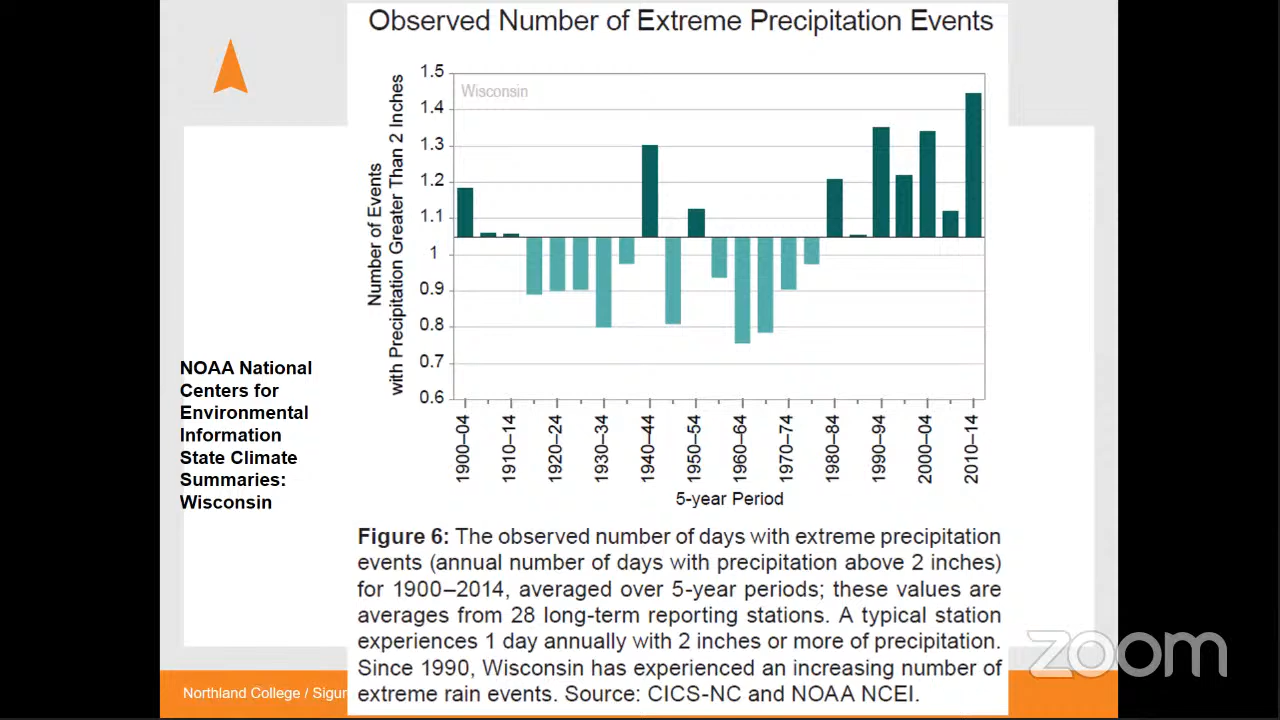 Observed Number of Extreme Precipitation Events
Number of Events
with Precipitation Greater Than 2 Inches
1.5
1.4
1.3
1.2
1.1
1
0.9
0.8
0.7
0.6
Wisconsin
1900–04
1910–14
1920–24
1930–34
1940–44
1950–54
1960–64
1970–74
1980–84
1990–94
2000–04
2010–14
5-year Period
NOAA National
Centers for
Environmental
Information
State Climate
Summaries:
Wisconsin
Figure 6: The observed number of days with extreme precipitation
events (annual number of days with precipitation above 2 inches)
for 1900–2014, averaged over 5-year periods; these values are
averages from 28 long-term reporting stations. A typical station
experiences 1 day annually with 2 inches or more of precipitation.
Since 1990, Wisconsin has experienced an increasing number of
extreme rain events. Source: CICS-NC and NOAA NCEI.
Northland College /
zoom